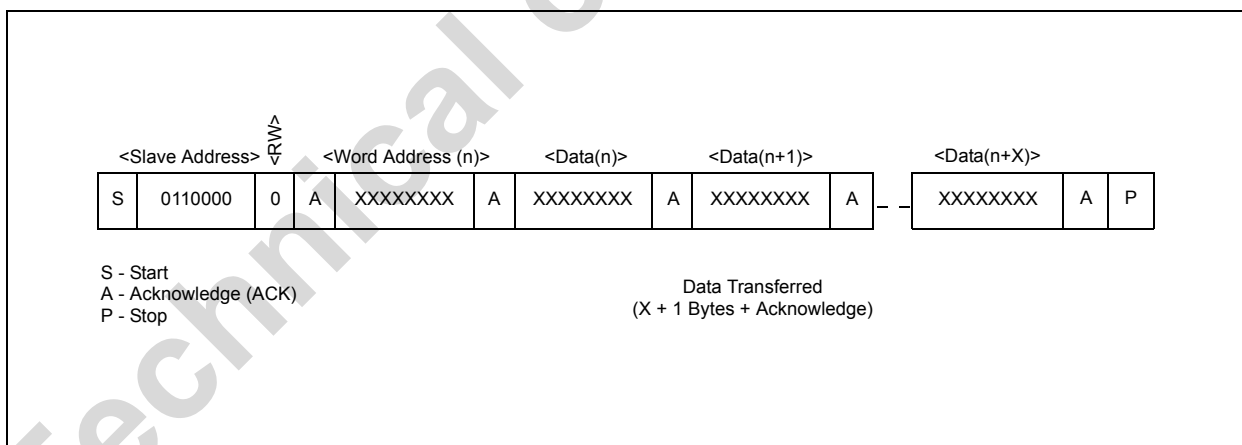 Technical
<Slave Address> <RW> <Word Address (n)> <Data(n)> <Data(n+1)> <Data(n+X)>
S 0110000 0 A XXXXXXXX A XXXXXXXX A XXXXXXXX A XXXXXXXX A P
S - Start
A - Acknowledge (ACK)
P - Stop
Data Transferred
(X + 1 Bytes + Acknowledge)